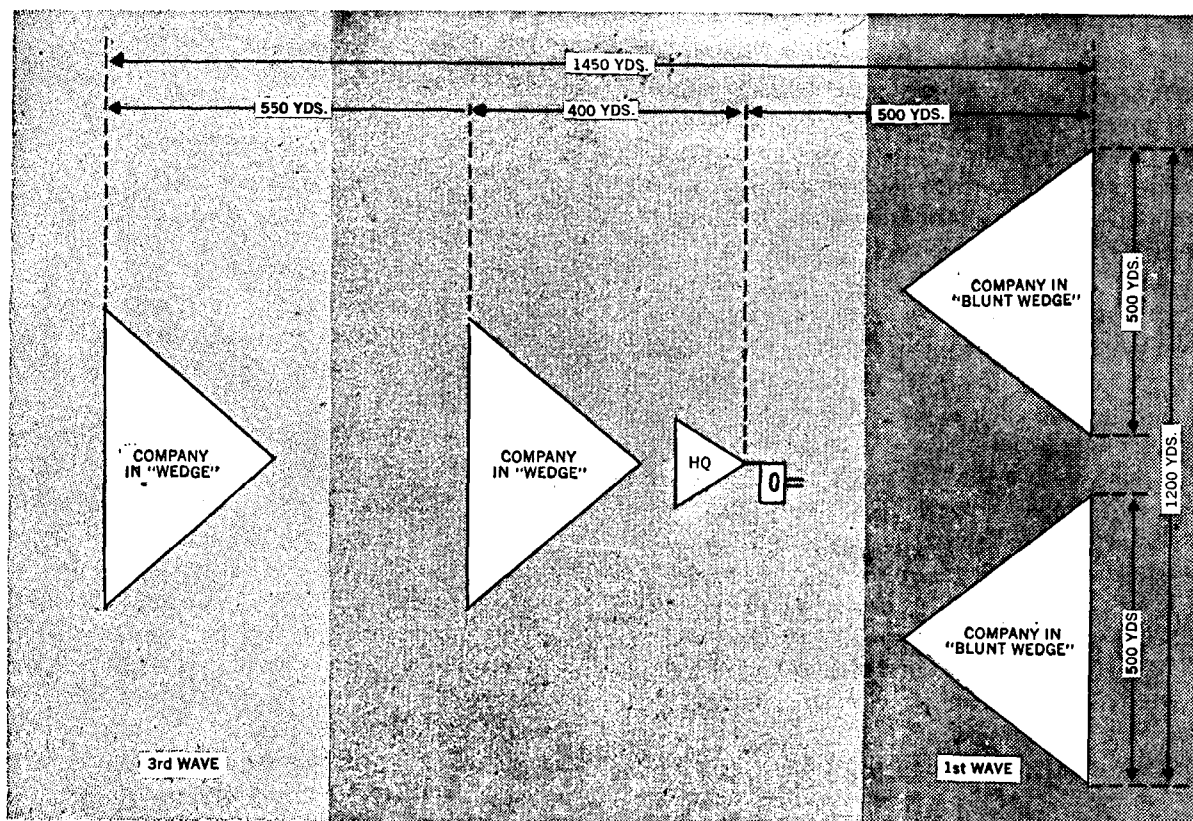 1450 YDS.
550 YDS.
400 YDS.
500 YDS.
COMPANY IN
"BLUNT WEDGE"
500 YDS.
1200 YDS.
COMPANY
IN "WEDGE"
COMPANY
IN "WEDGE"
HQ
0
COMPANY IN
"BLUNT WEDGE"
500 YDS
3rd WAVE
1st WAVE